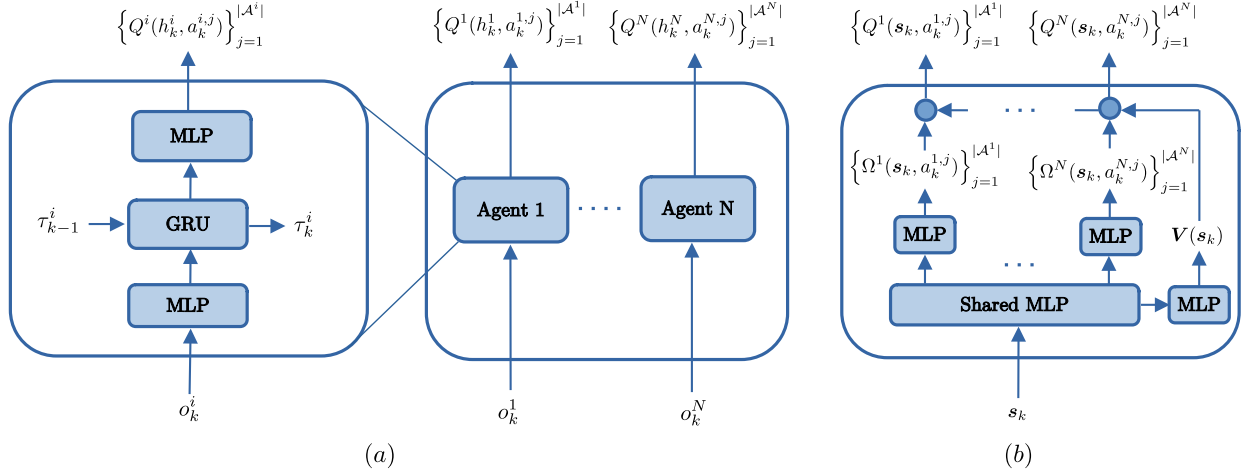 {Q^i(h_k^i, a_k^{i,j})}_{j=1}^{|𝒜^i|}
MLP
τ_{k−1}^i
GRU
τ_k^i
MLP
o_k^i
{Q^1(h_k^1, a_k^{1,j})}_{j=1}^{|𝒜^1|} {Q^N(h_k^N, a_k^{N,j})}_{j=1}^{|𝒜^N|}
Agent 1 · · · · Agent N
o_k^1 o_k^N
(a)
{Q^1(s_k, a_k^{1,j})}_{j=1}^{|𝒜^1|} {Q^N(s_k, a_k^{N,j})}_{j=1}^{|𝒜^N|}
· · ·
{Ω^1(s_k, a_k^{1,j})}_{j=1}^{|𝒜^1|} {Ω^N(s_k, a_k^{N,j})}_{j=1}^{|𝒜^N|}
MLP MLP V(s_k)
· · ·
Shared MLP MLP
s_k
(b)